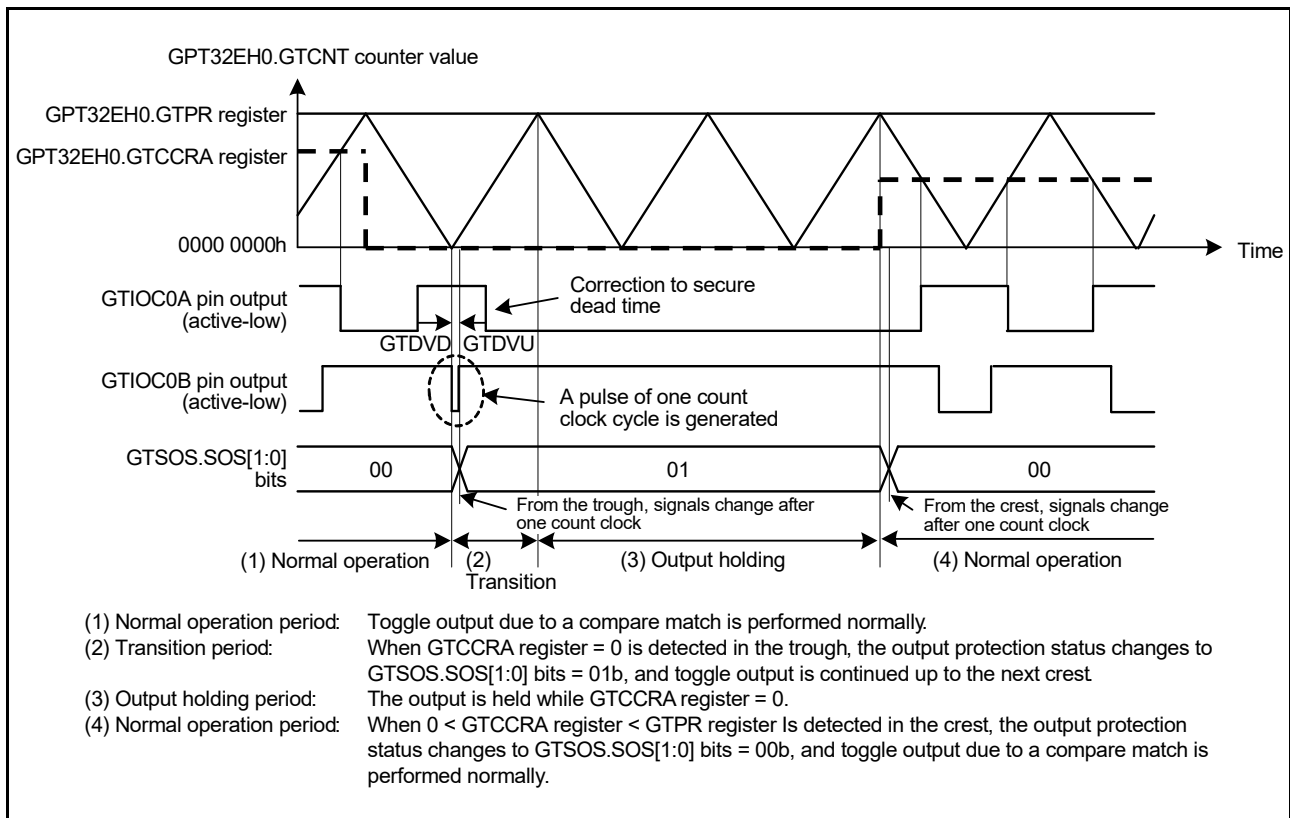 GPT32EH0.GTCNT counter value
GPT32EH0.GTPR register
GPT32EH0.GTCCRA register
0000 0000h
Time
GTIOC0A pin output
(active-low)
Correction to secure
dead time
GTDVD
GTDVU
GTIOC0B pin output
(active-low)
A pulse of one count
clock cycle is generated
GTSOS.SOS[1:0]
bits
00
01
00
From the trough, signals change after
one count clock
From the crest, signals change
after one count clock
(1) Normal operation
(2)
Transition
(3) Output holding
(4) Normal operation
(1) Normal operation period: Toggle output due to a compare match is performed normally.
(2) Transition period: When GTCCRA register = 0 is detected in the trough, the output protection status changes to
GTSOS.SOS[1:0] bits = 01b, and toggle output is continued up to the next crest.
(3) Output holding period: The output is held while GTCCRA register = 0.
(4) Normal operation period: When 0 < GTCCRA register < GTPR register Is detected in the crest, the output protection
status changes to GTSOS.SOS[1:0] bits = 00b, and toggle output due to a compare match is
performed normally.